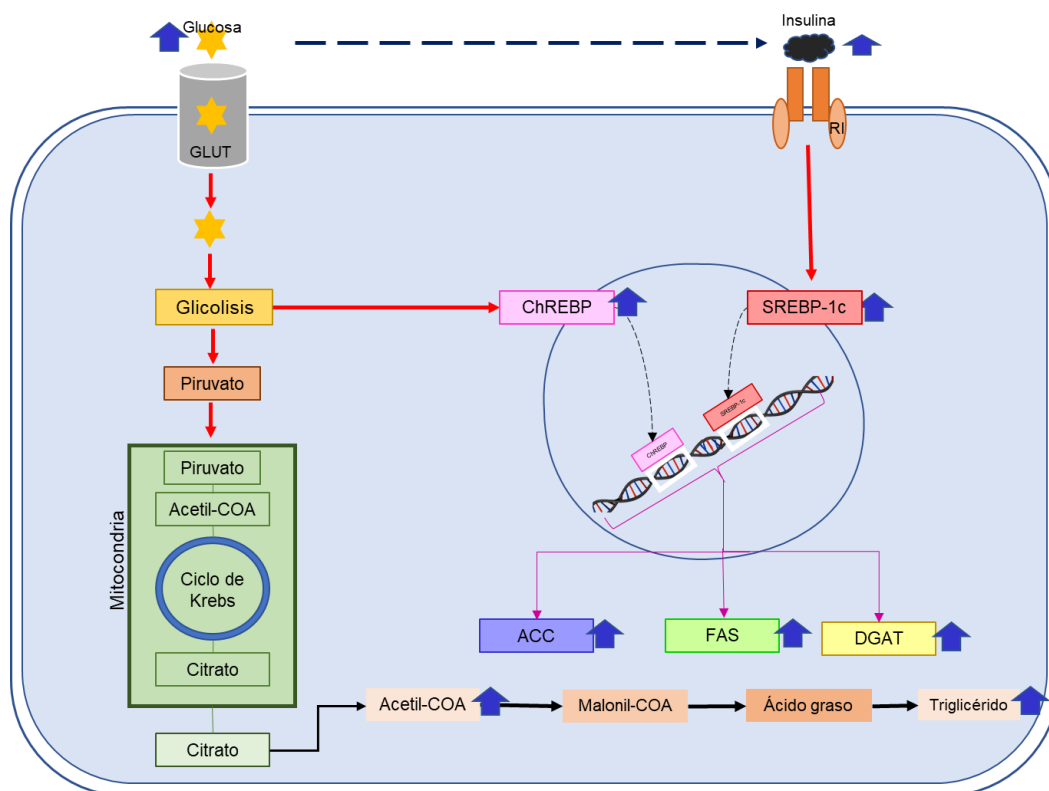 Glucosa
Insulina
GLUT
RI
Glicolisis
ChREBP
SREBP-1c
Piruvato
SREBP-1c
ChREBP
Mitocondria
Piruvato
Acetil-COA
Ciclo de
Krebs
Citrato
ACC
FAS
DGAT
Acetil-COA
Malonil-COA
Ácido graso
Triglicérido
Citrato